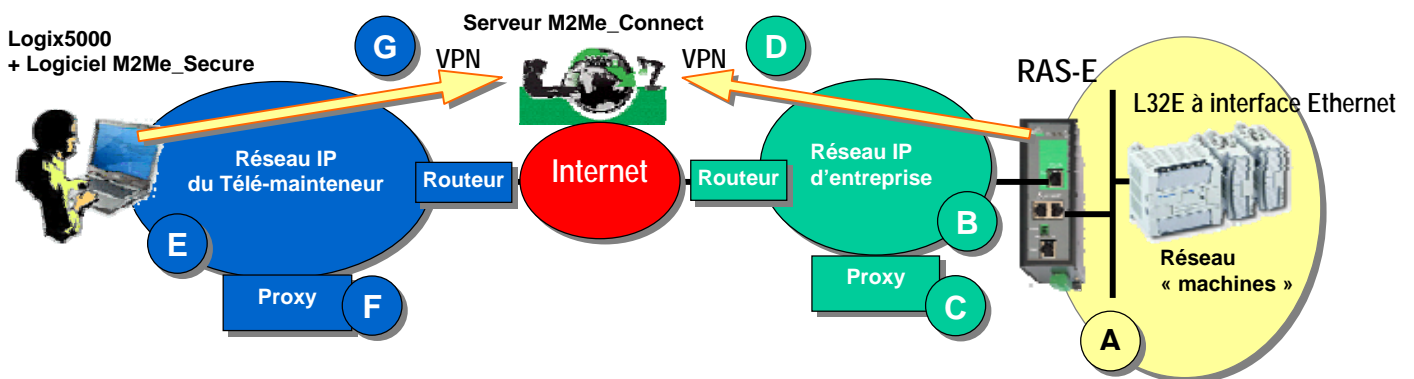 Serveur M2Me_Connect
Logix5000
+ Logiciel M2Me_Secure
G
VPN
VPN
D
RAS-E
L32E à interface Ethernet
Réseau IP
du Télé-mainteneur
Routeur
Internet
Routeur
Réseau IP
d'entreprise
E
B
Proxy
F
Proxy
C
Réseau
« machines »
A